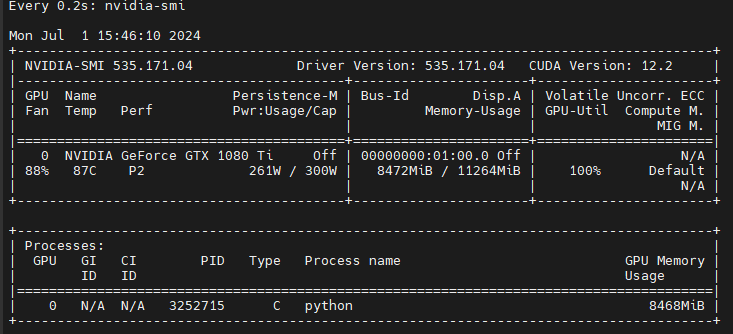 Every 0.2s: nvidia-smi
Mon Jul  1 15:46:10 2024
+---------------------------------------------------------------------------------------+
| NVIDIA-SMI 535.171.04             Driver Version: 535.171.04   CUDA Version: 12.2     |
|-----------------------------------------+----------------------+----------------------+
| GPU  Name                 Persistence-M | Bus-Id        Disp.A | Volatile Uncorr. ECC |
| Fan  Temp   Perf          Pwr:Usage/Cap |         Memory-Usage | GPU-Util  Compute M. |
|                                         |                      |               MIG M. |
|=========================================+======================+======================|
|   0  NVIDIA GeForce GTX 1080 Ti     Off | 00000000:01:00.0 Off |                  N/A |
| 88%   87C    P2             261W / 300W |   8472MiB / 11264MiB |    100%      Default |
|                                         |                      |                  N/A |
+-----------------------------------------+----------------------+----------------------+
+---------------------------------------------------------------------------------------+
| Processes:                                                                            |
|  GPU   GI   CI        PID   Type   Process name                            GPU Memory |
|        ID   ID                                                             Usage      |
|=======================================================================================|
|    0   N/A  N/A   3252715      C   python                                     8468MiB |
+---------------------------------------------------------------------------------------+